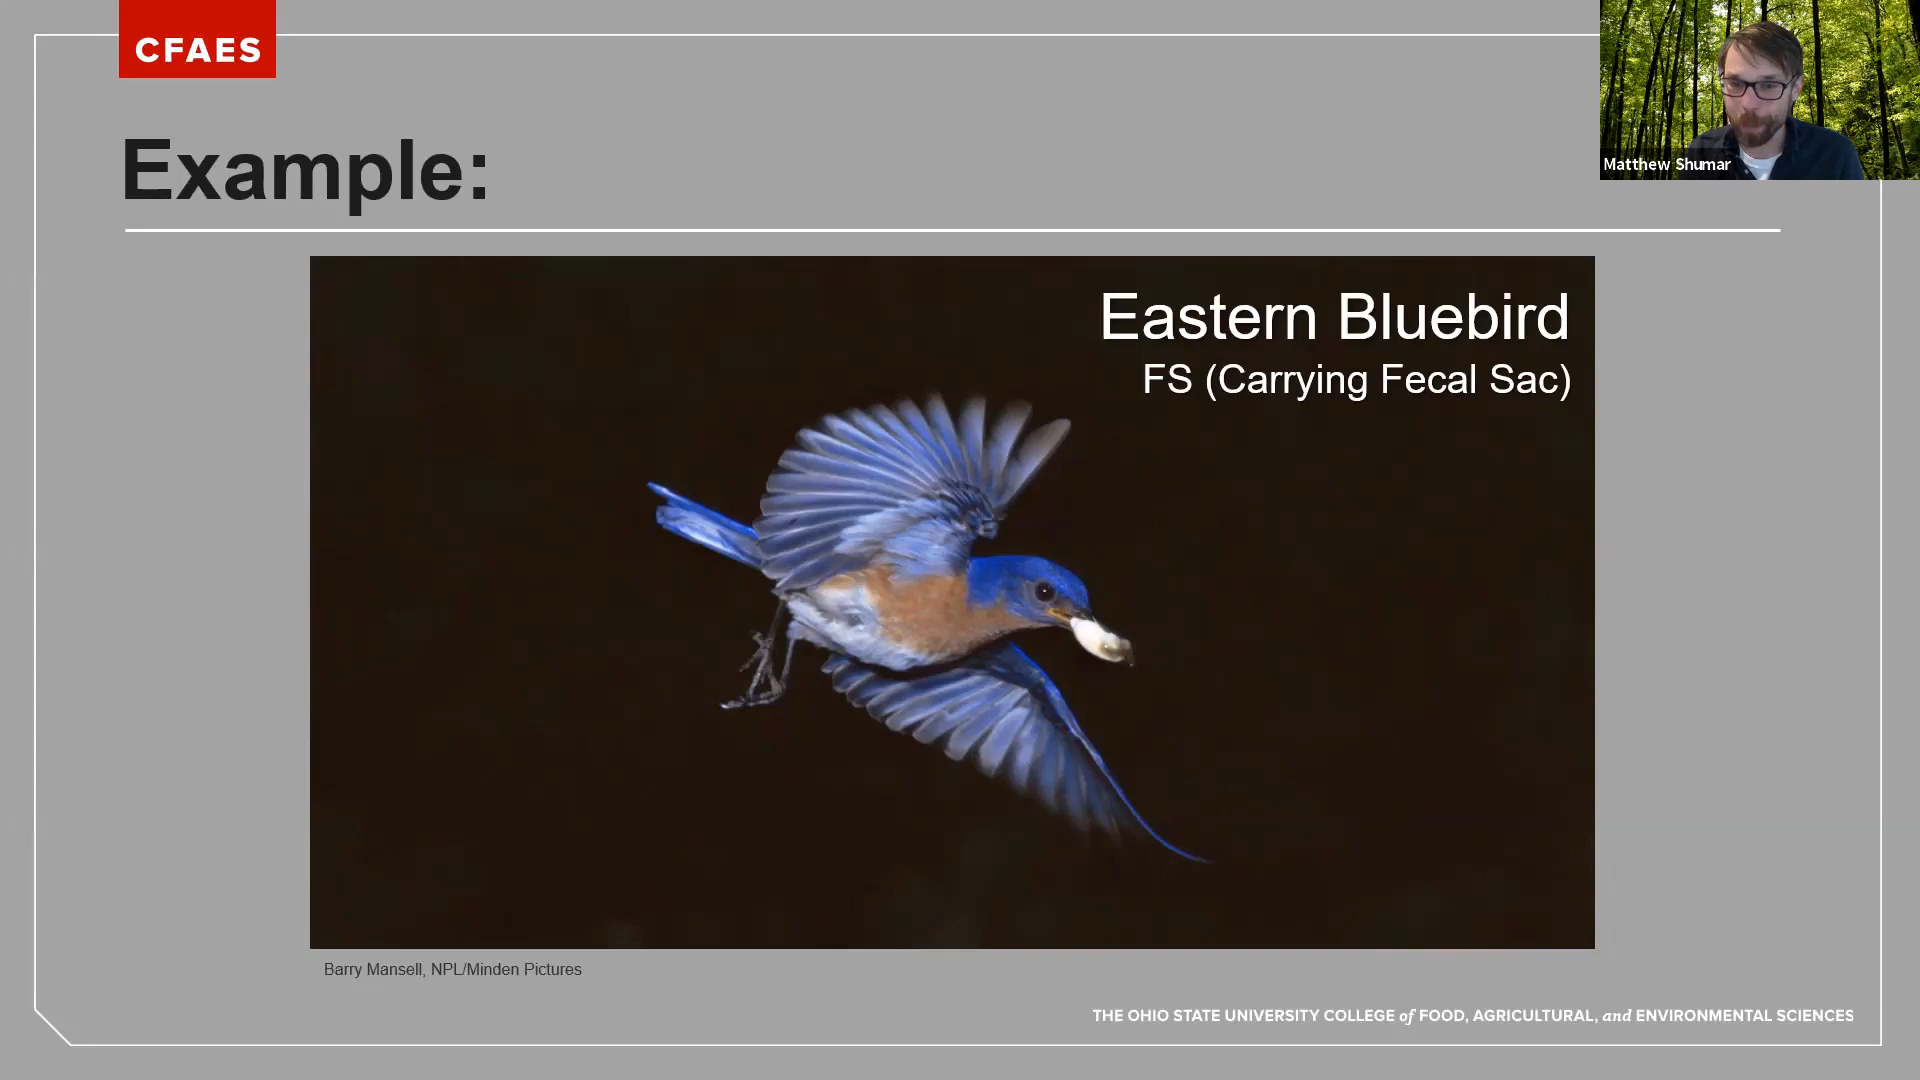 CFAES
Matthew Shumar
Example:
Eastern Bluebird
FS (Carrying Fecal Sac)
Barry Mansell, NPL/Minden Pictures
THE OHIO STATE UNIVERSITY COLLEGE of FOOD, AGRICULTURAL, and ENVIRONMENTAL SCIENCES